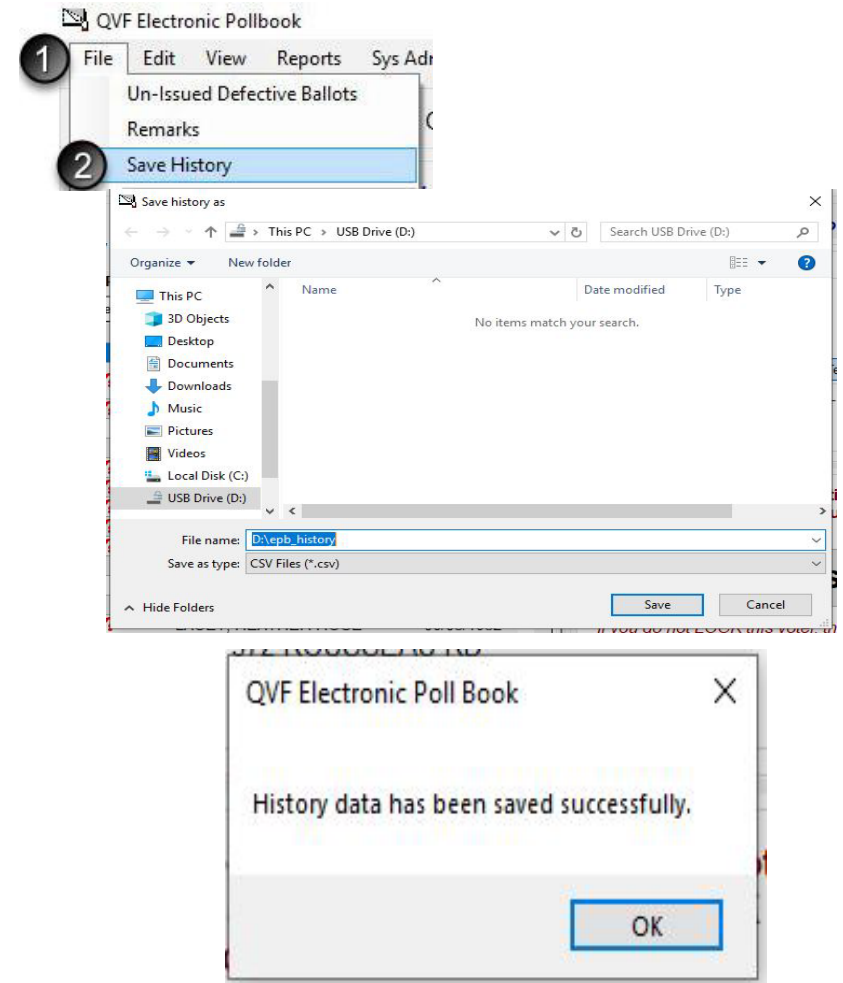 QVF Electronic Pollbook
1 File Edit View Reports Sys Adr
Un-Issued Defective Ballots
Remarks
2 Save History
Save history as
This PC > USB Drive (D:) Search USB Drive (D:)
Organize New folder
Name Date modified Type
No items match your search.
This PC
3D Objects
Desktop
Documents
Downloads
Music
Pictures
Videos
Local Disk (C:)
USB Drive (D:)
File name: D:\epb_history
Save as type: CSV Files (*.csv)
Hide Folders Save Cancel
QVF Electronic Poll Book
History data has been saved successfully.
OK